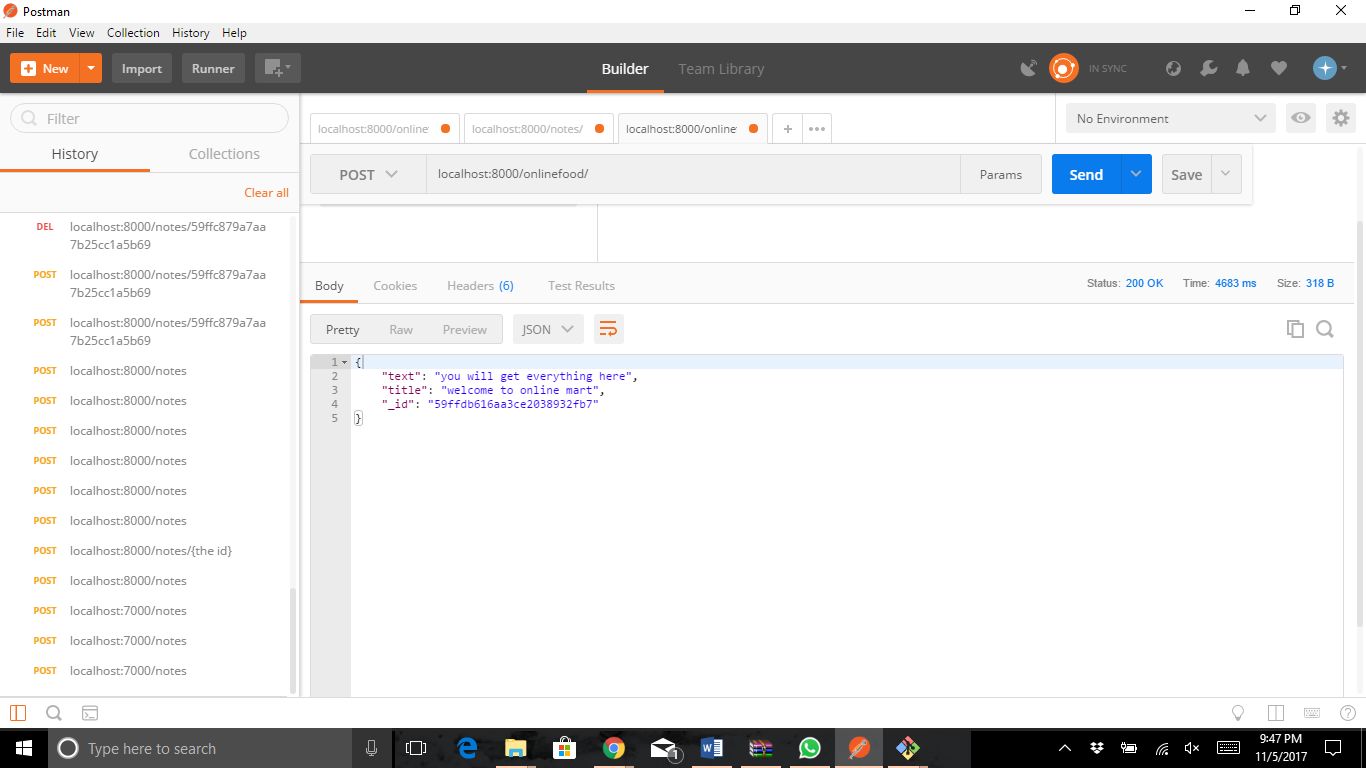 Postman
File Edit View Collection History Help
New Import Runner Builder Team Library IN SYNC
Filter
History Collections
Clear all
DEL localhost:8000/notes/59ffc879a7aa
7b25cc1a5b69
POST localhost:8000/notes/59ffc879a7aa
7b25cc1a5b69
POST localhost:8000/notes/59ffc879a7aa
7b25cc1a5b69
POST localhost:8000/notes
POST localhost:8000/notes
POST localhost:8000/notes
POST localhost:8000/notes
POST localhost:8000/notes
POST localhost:8000/notes
POST localhost:8000/notes/{the id}
POST localhost:8000/notes
POST localhost:7000/notes
POST localhost:7000/notes
POST localhost:7000/notes
localhost:8000/online localhost:8000/notes/ localhost:8000/online + ••• No Environment
POST localhost:8000/onlinefood/ Params Send Save
Body Cookies Headers (6) Test Results Status: 200 OK Time: 4683 ms Size: 318 B
Pretty Raw Preview JSON
1 {
2 "text": "you will get everything here",
3 "title": "welcome to online mart",
4 "_id": "59ffdb616aa3ce2038932fb7"
5 }
Type here to search
1
9:47 PM
11/5/2017